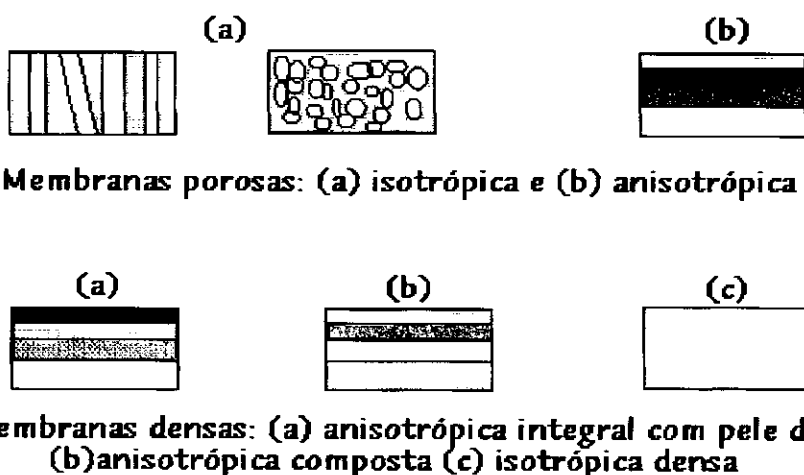 (a) (b)
Membranas porosas: (a) isotrópica e (b) anisotrópica
(a) (b) (c)
embranas densas: (a) anisotrópica integral com pele d
(b)anisotrópica composta (c) isotrópica densa